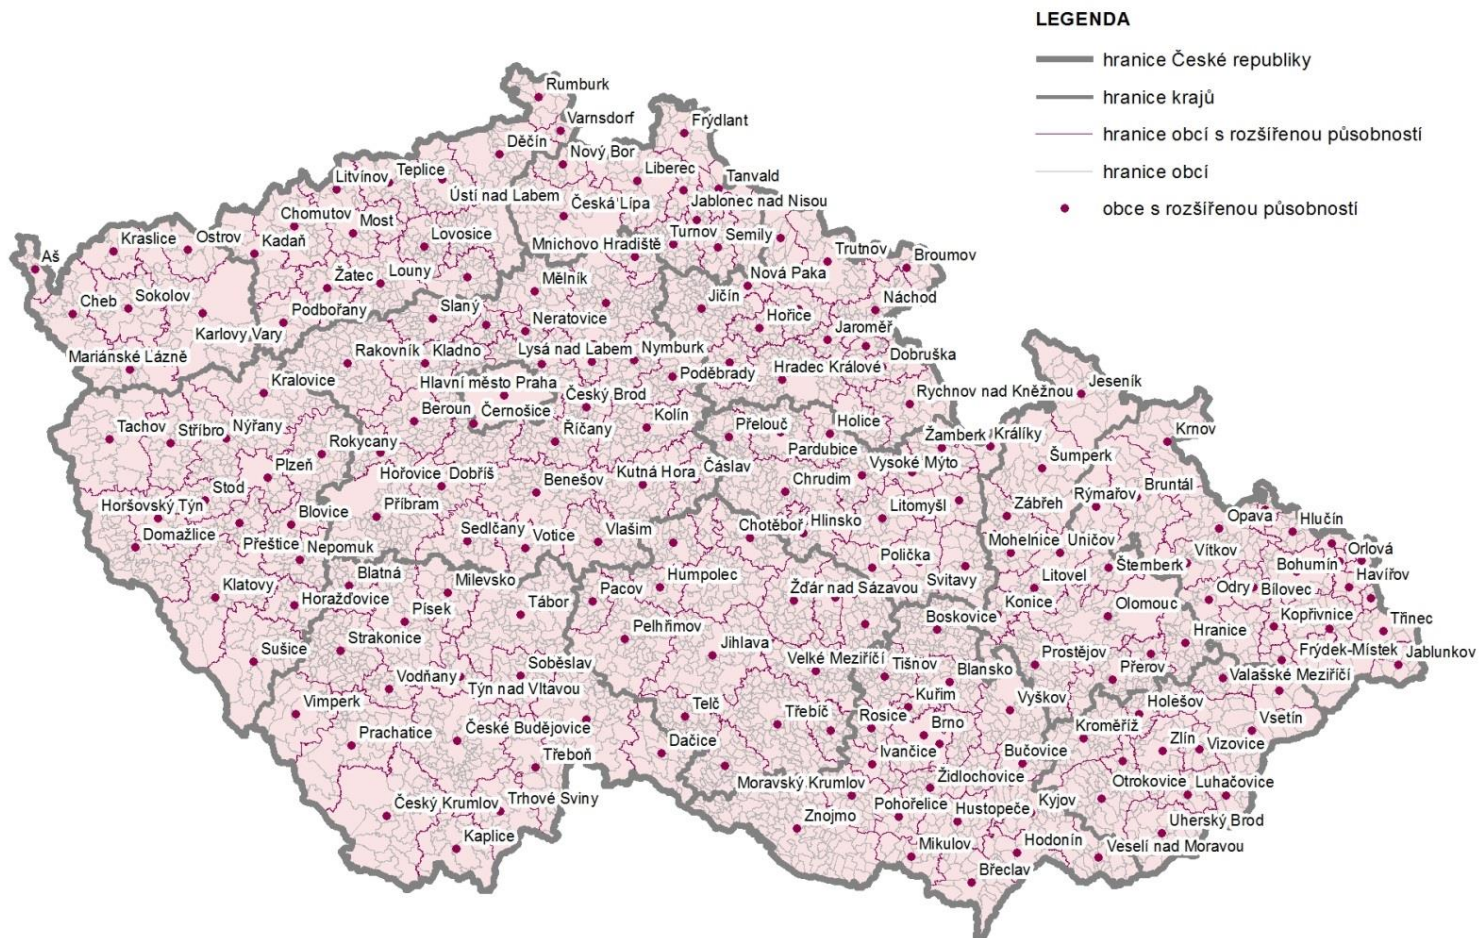 LEGENDA
hranice České republiky
hranice krajů
hranice obcí s rozšířenou působností
hranice obcí
obce s rozšířenou působností
Rumburk
Varnsdorf
Frýdlant
Děčín
Nový Bor
Liberec
Teplice
Litvínov
Tanvald
Ústí nad Labem
Česká Lípa
Jablonec nad Nisou
Chomutov
Most
Turnov
Semily
Mnichovo Hradiště
Lovosice
Kadaň
Ostrov
Kraslice
Aš
Trutnov
Broumov
Nová Paka
Žatec
Louny
Mělník
Cheb
Sokolov
Jičín
Náchod
Podbořany
Slaný
Neratovice
Hořice
Karlovy Vary
Jaroměř
Mariánské Lázně
Rakovník
Kladno
Lysá nad Labem
Nymburk
Dobruška
Poděbrady
Hradec Králové
Hlavní město Praha
Kralovice
Český Brod
Rychnov nad Kněžnou
Jeseník
Beroun
Černošice
Kolín
Přelouč
Holice
Tachov
Stříbro
Nýřany
Rokycany
Říčany
Žamberk
Králíky
Krnov
Pardubice
Šumperk
Plzeň
Hořovice
Dobříš
Kutná Hora
Čáslav
Vysoké Mýto
Stod
Benešov
Chrudim
Zábřeh
Rýmařov
Bruntál
Horšovský Týn
Blovice
Příbram
Litomyšl
Opava
Hlučín
Domažlice
Přeštice
Nepomuk
Sedlčany
Votice
Vlašim
Chotěboř
Hlinsko
Mohelnice
Uničov
Vítkov
Orlová
Polička
Šternberk
Bohumín
Havířov
Klatovy
Blatná
Milevsko
Humpolec
Žďár nad Sázavou
Svitavy
Litovel
Odry
Bílovec
Horažďovice
Písek
Tábor
Pacov
Konice
Olomouc
Kopřivnice
Třinec
Strakonice
Pelhřimov
Jihlava
Boskovice
Hranice
Frýdek-Místek
Jablunkov
Sušice
Soběslav
Velké Meziříčí
Tišnov
Blansko
Prostějov
Přerov
Valašské Meziříčí
Vodňany
Týn nad Vltavou
Vimperk
Telč
Třebíč
Kuřim
Vyškov
Holešov
Vsetín
Prachatice
České Budějovice
Rosice
Brno
Kroměříž
Zlín
Vizovice
Třeboň
Dačice
Ivančice
Bučovice
Moravský Krumlov
Židlochovice
Otrokovice
Luhačovice
Český Krumlov
Trhové Sviny
Pohořelice
Hustopeče
Kyjov
Uherský Brod
Kaplice
Znojmo
Mikulov
Hodonín
Veselí nad Moravou
Břeclav